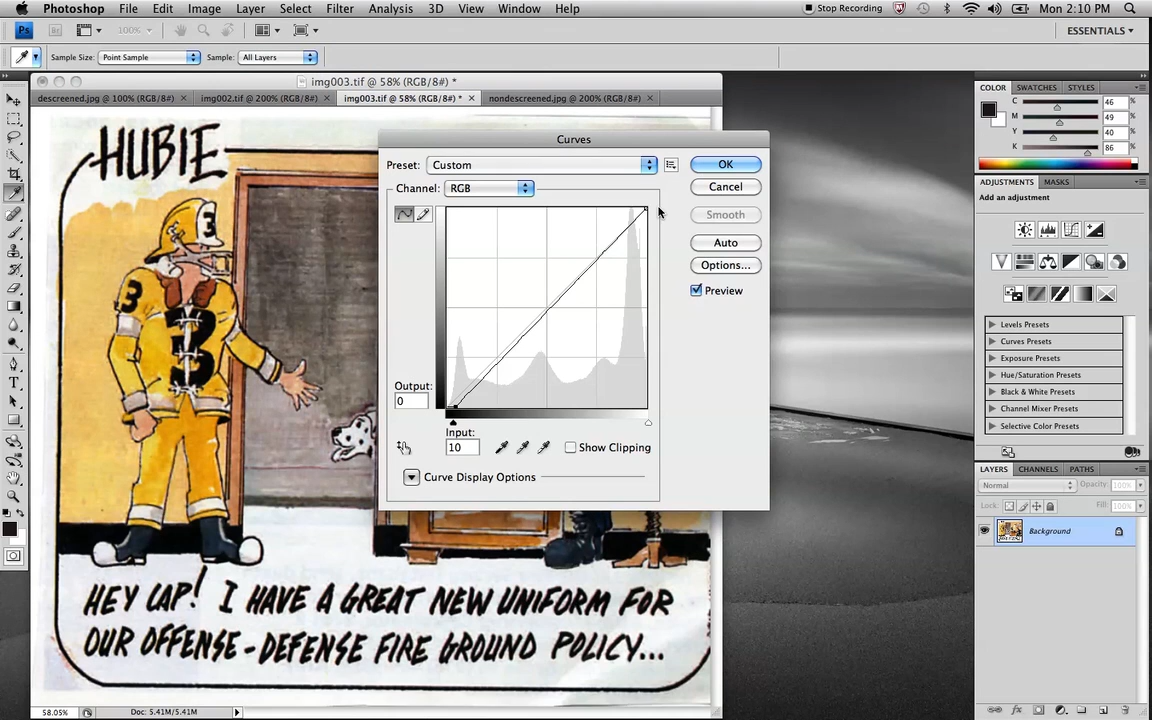 Photoshop File Edit Image Layer Select Filter Analysis 3D View Window Help Stop Recording Mon 2:10 PM
Ps Br 100% ESSENTIALS
Sample Size: Point Sample Sample: All Layers
img003.tif @ 58% (RGB/8#) *
descreened.jpg @ 100% (RGB/8#) img002.tif @ 200% (RGB/8#) img003.tif @ 58% (RGB/8#) * nondescreened.jpg @ 200% (RGB/8#)
HUBIE
3
3
3
Curves
Preset: Custom OK
Channel: RGB Cancel
Smooth
Auto
Options...
Preview
Output:
0
Input:
10 Show Clipping
Curve Display Options
HEY CAP! I HAVE A GREAT NEW UNIFORM FOR
OUR OFFENSE-DEFENSE FIRE GROUND POLICY...
58.05% Doc: 5.41M/5.41M
COLOR SWATCHES STYLES
C 46 %
M 49 %
Y 40 %
K 86 %
ADJUSTMENTS MASKS
Add an adjustment
Levels Presets
Curves Presets
Exposure Presets
Hue/Saturation Presets
Black & White Presets
Channel Mixer Presets
Selective Color Presets
LAYERS CHANNELS PATHS
Normal Opacity: 100%
Lock: Fill: 100%
Background
fx